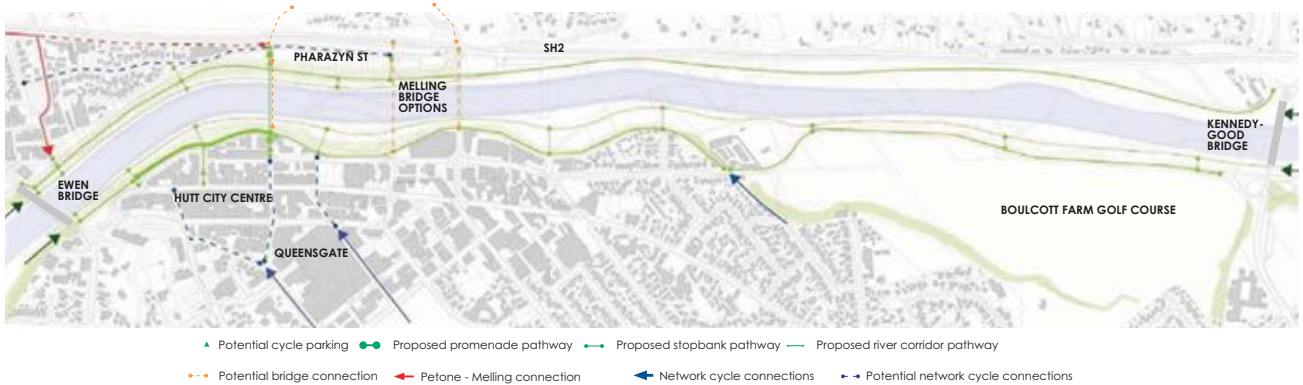 SH2
PHARAZYN ST
MELLING
BRIDGE
OPTIONS
KENNEDY-
GOOD
BRIDGE
EWEN
BRIDGE
HUTT CITY CENTRE
BOULCOTT FARM GOLF COURSE
QUEENSGATE
Potential cycle parking
Proposed promenade pathway
Proposed stopbank pathway
Proposed river corridor pathway
Potential bridge connection
Petone - Melling connection
Network cycle connections
Potential network cycle connections